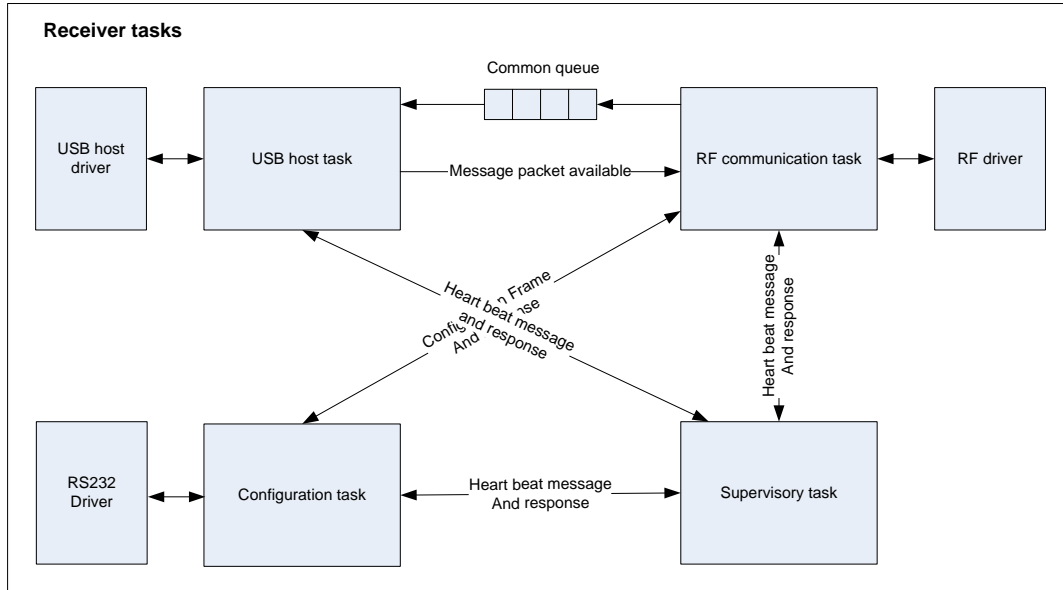 Receiver tasks
Common queue
USB host
driver
USB host task
RF communication task
RF driver
Message packet available
Heart beat message
and response
Frame
And
Heart beat message
And response
RS232
Driver
Configuration task
Heart beat message
And response
Supervisory task